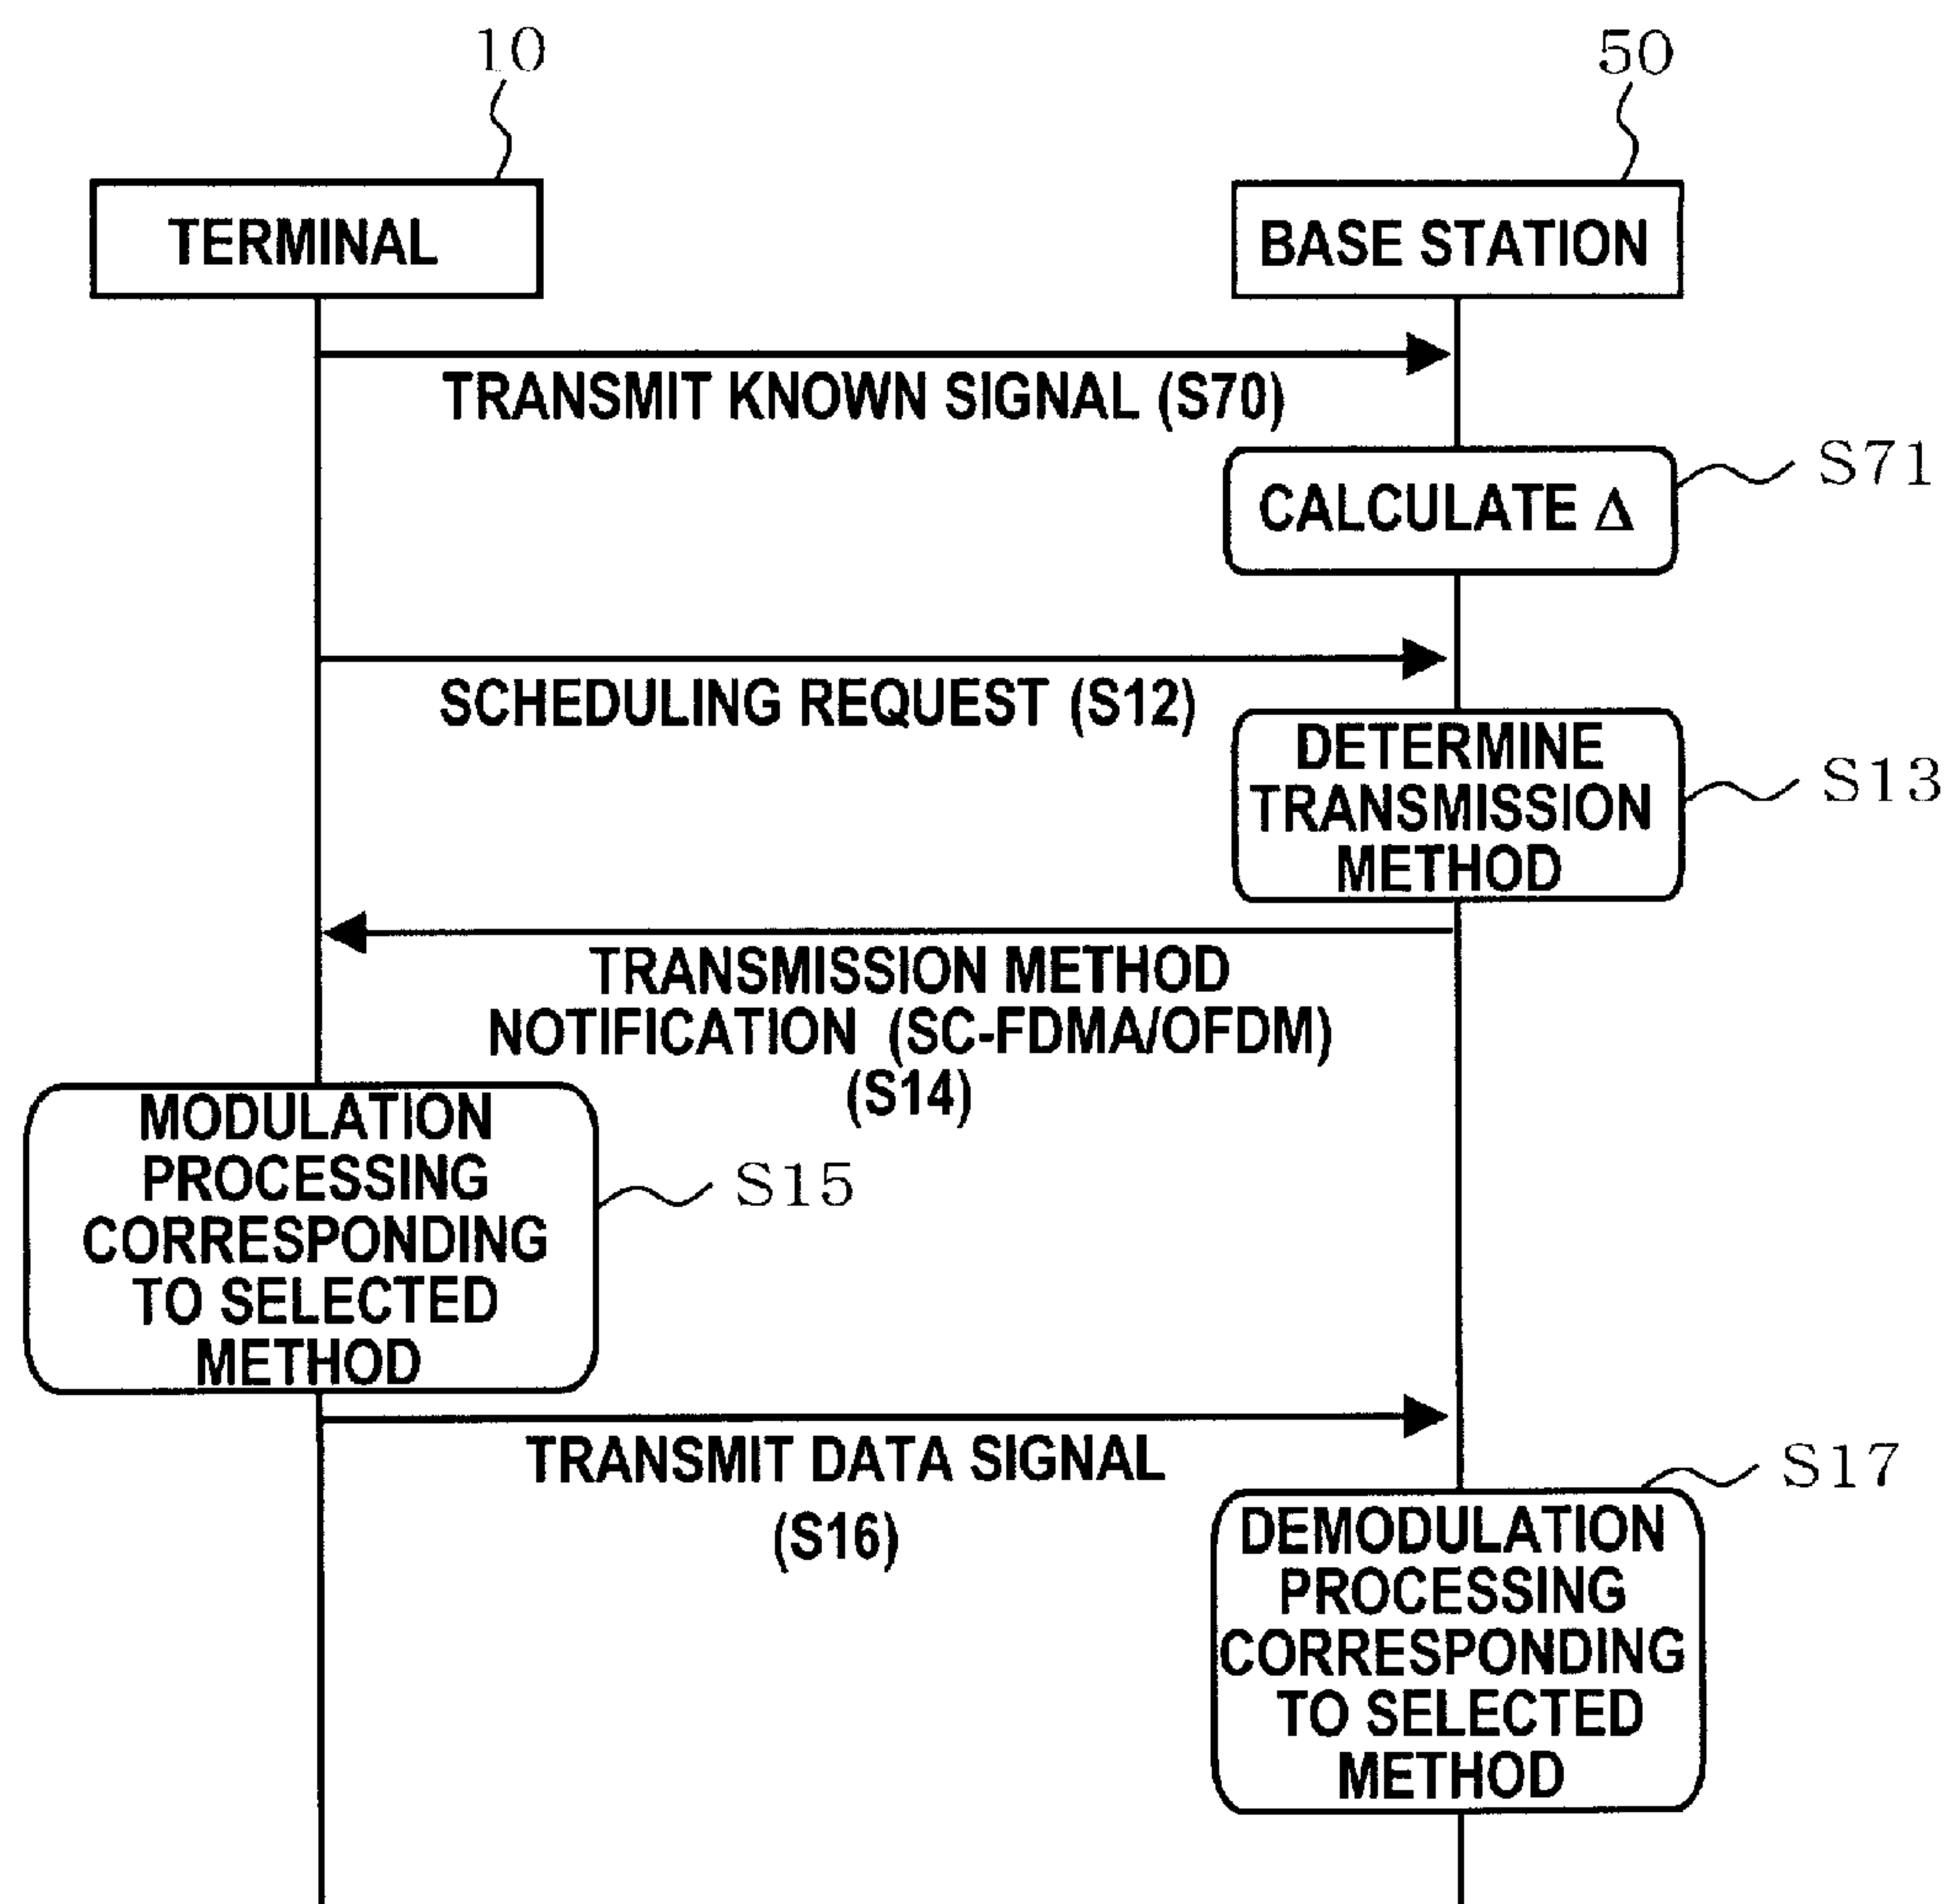 10
50
TERMINAL
BASE STATION
TRANSMIT KNOWN SIGNAL (S70)
CALCULATE Δ
S71
SCHEDULING REQUEST (S12)
DETERMINE
TRANSMISSION
METHOD
S13
TRANSMISSION METHOD
NOTIFICATION (SC-FDMA/OFDM)
(S14)
MODULATION
PROCESSING
CORRESPONDING
TO SELECTED
METHOD
S15
TRANSMIT DATA SIGNAL
(S16)
S17
DEMODULATION
PROCESSING
CORRESPONDING
TO SELECTED
METHOD